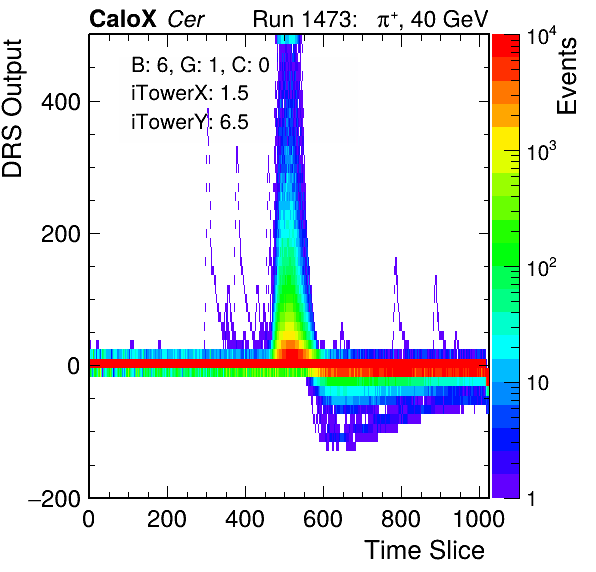 CaloX Cer Run 1473: π⁺, 40 GeV
B: 6, G: 1, C: 0
iTowerX: 1.5
iTowerY: 6.5
DRS Output
400
200
0
−200
0 200 400 600 800 1000
Time Slice
Events
10⁴
10³
10²
10
1